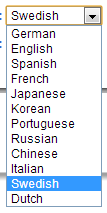 Swedish
German
English
Spanish
French
Japanese
Korean
Portuguese
Russian
Chinese
Italian
Swedish
Dutch